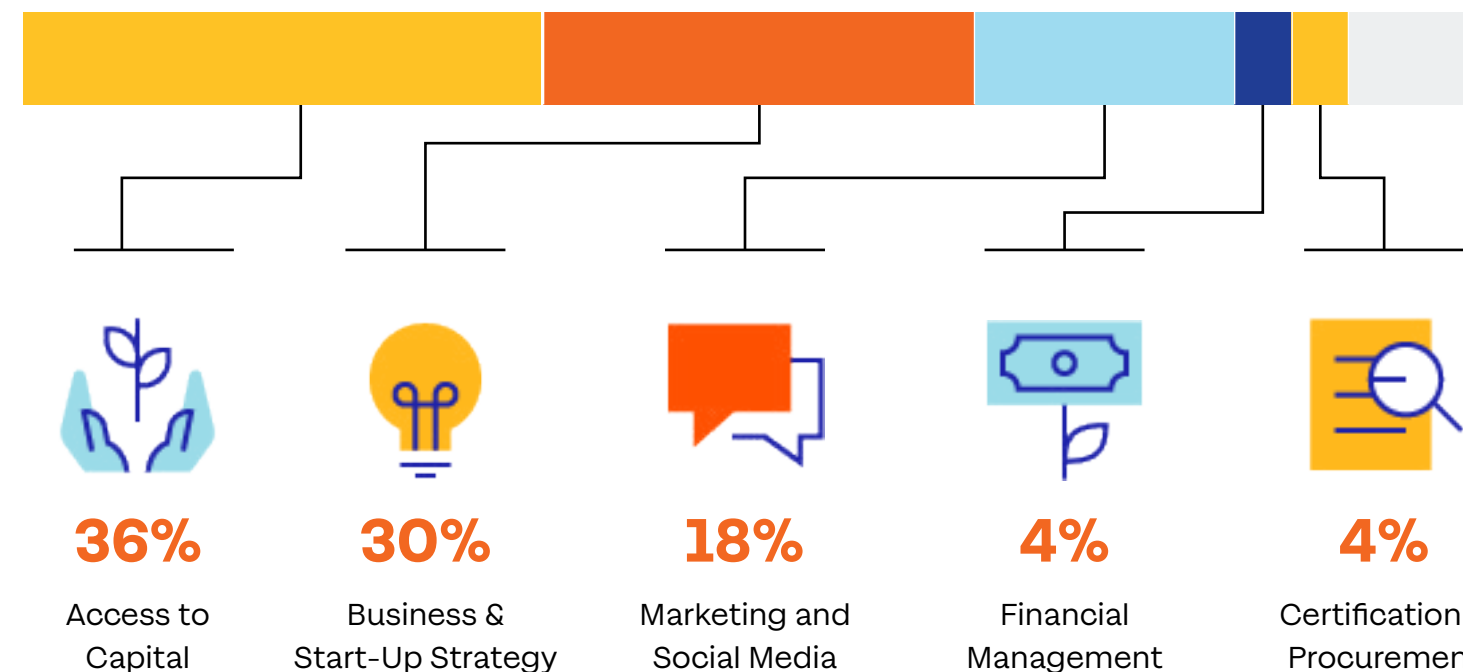 36%
Access to
Capital
30%
Business &
Start-Up Strategy
18%
Marketing and
Social Media
4%
Financial
Management
4%
Certification